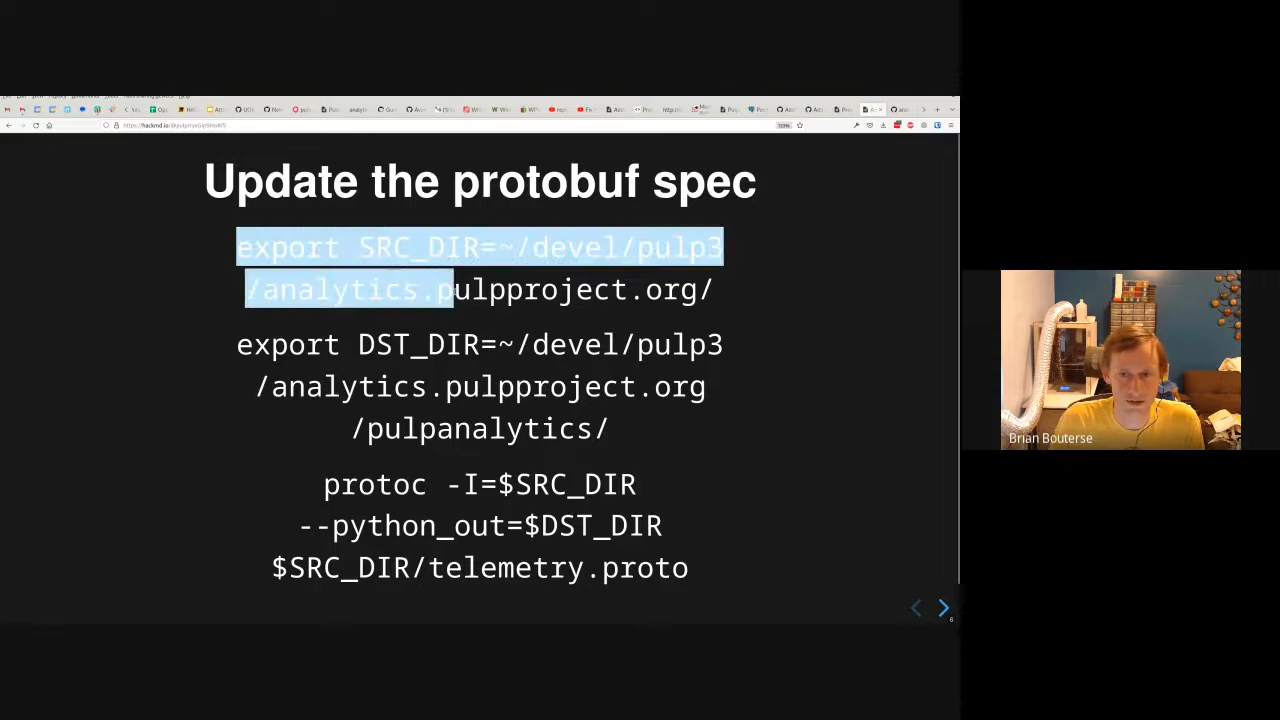 Update the protobuf spec
export SRC_DIR=~/devel/pulp3
/analytics.pulpproject.org/
export DST_DIR=~/devel/pulp3
/analytics.pulpproject.org
/pulpanalytics/
protoc -I=$SRC_DIR
--python_out=$DST_DIR
$SRC_DIR/telemetry.proto
6
Brian Bouterse